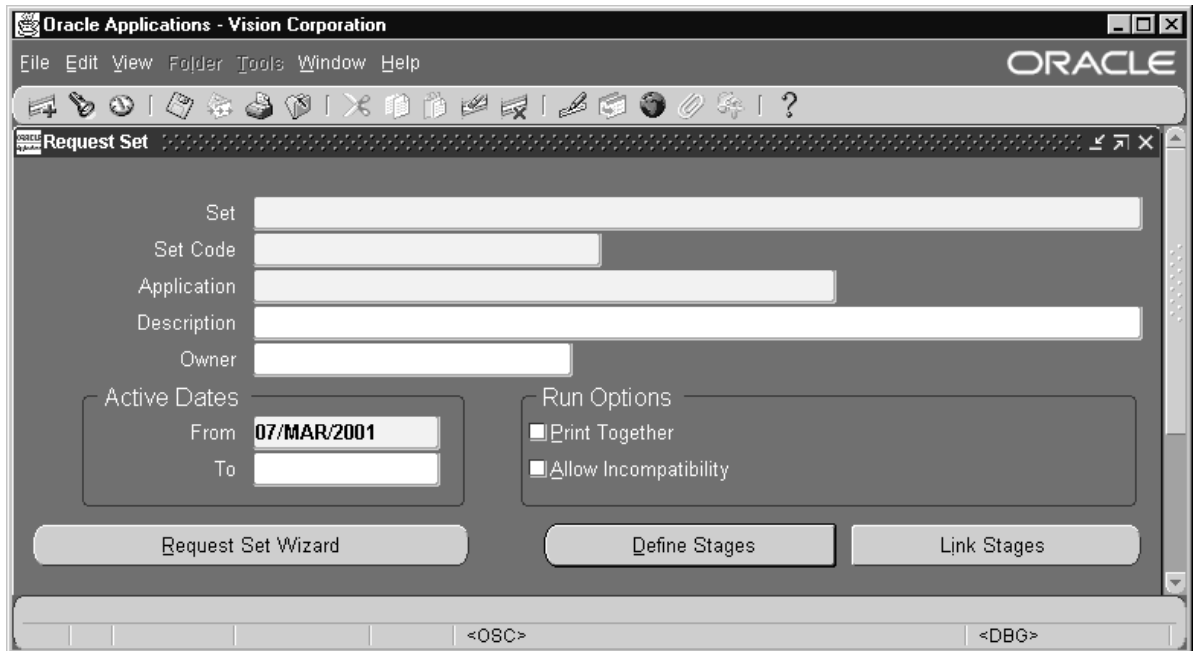 Oracle Applications - Vision Corporation
File Edit View Folder Tools Window Help
ORACLE
?
Request Set
Set
Set Code
Application
Description
Owner
Active Dates
From 07/MAR/2001
To
Run Options
Print Together
Allow Incompatibility
Request Set Wizard Define Stages Link Stages
<OSC> <DBG>